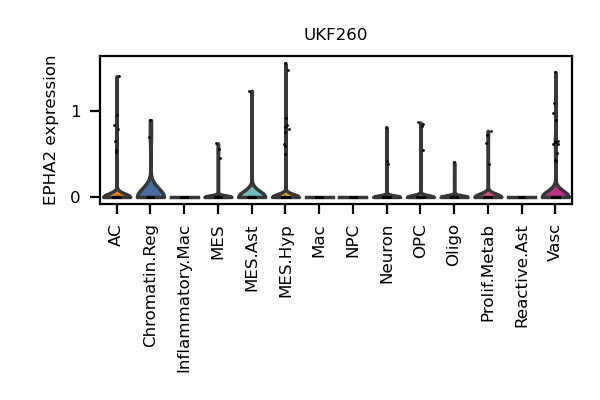 UKF260
EPHA2 expression
1
0
AC
Chromatin.Reg
Inflammatory.Mac
MES
MES.Ast
MES.Hyp
Mac
NPC
Neuron
OPC
Oligo
Prolif.Metab
Reactive.Ast
Vasc